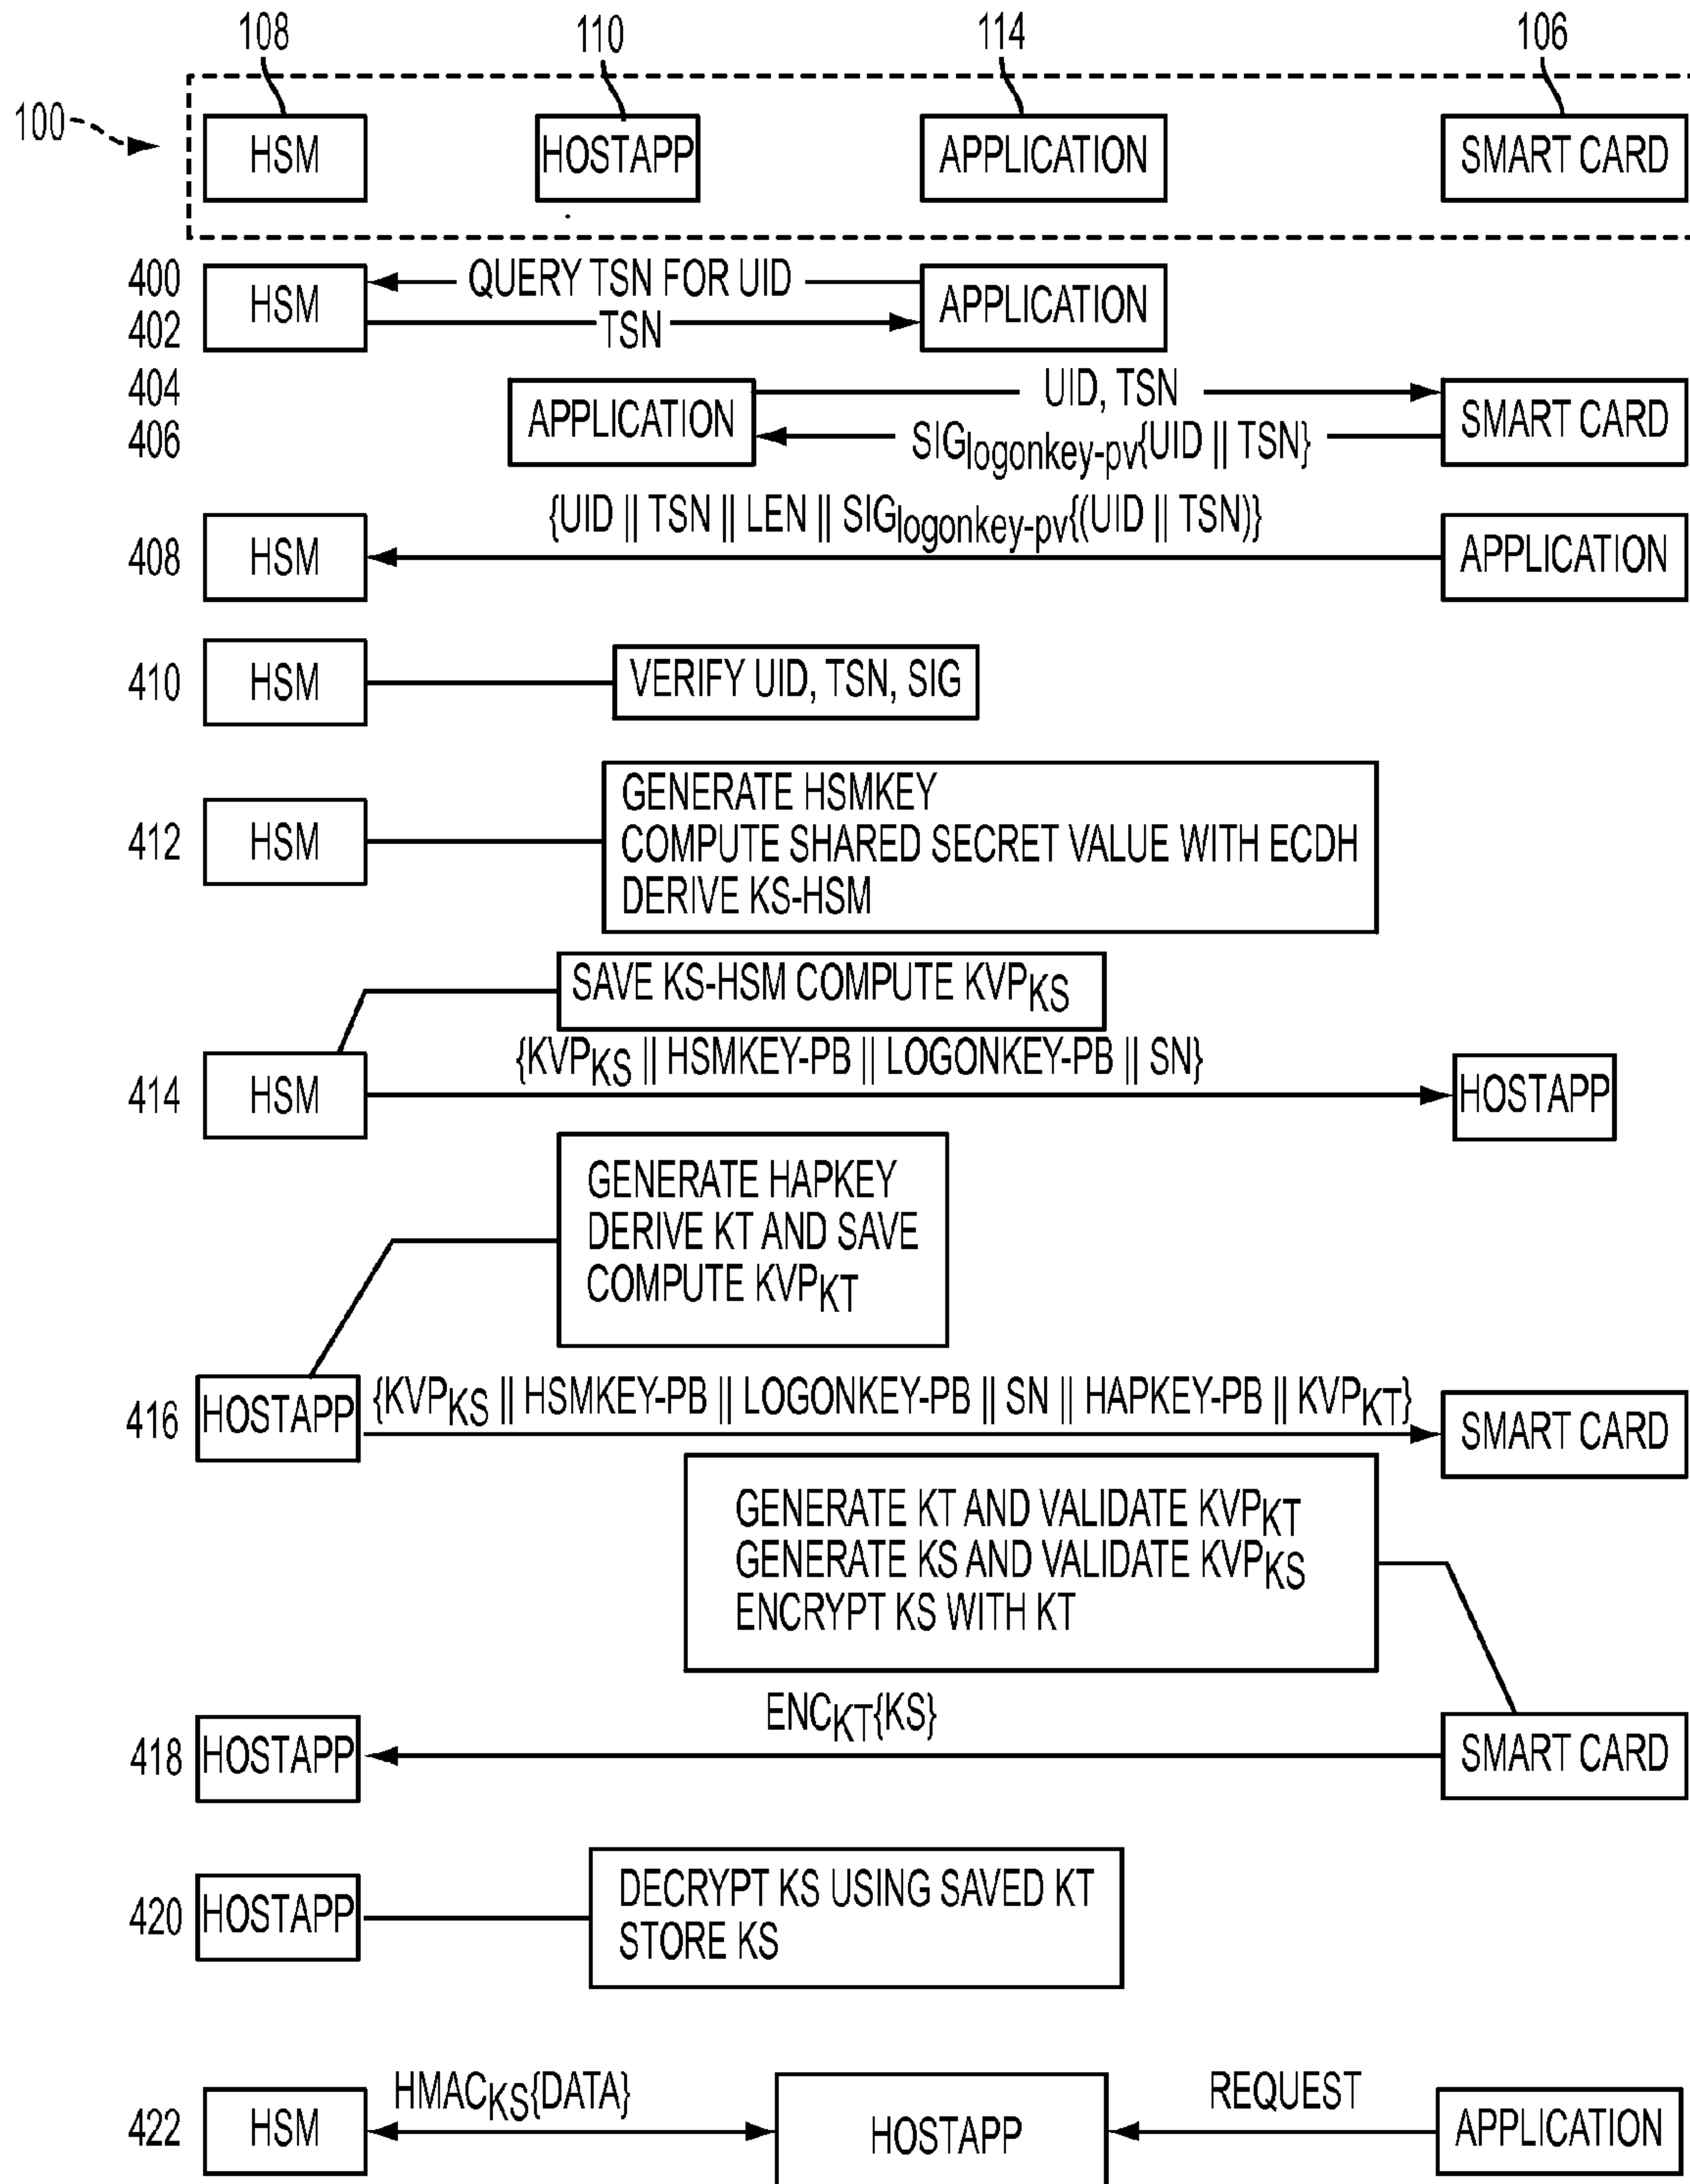 108 110 114 106
100
HSM HOSTAPP APPLICATION SMART CARD
400 HSM QUERY TSN FOR UID APPLICATION
402 TSN
404 APPLICATION UID, TSN SMART CARD
406 SIGlogonkey-pv{UID || TSN}
{UID || TSN || LEN || SIGlogonkey-pv{(UID || TSN)}
408 HSM APPLICATION
410 HSM VERIFY UID, TSN, SIG
GENERATE HSMKEY
412 HSM COMPUTE SHARED SECRET VALUE WITH ECDH
DERIVE KS-HSM
SAVE KS-HSM COMPUTE KVPKS
{KVPKS || HSMKEY-PB || LOGONKEY-PB || SN}
414 HSM HOSTAPP
GENERATE HAPKEY
DERIVE KT AND SAVE
COMPUTE KVPKT
416 HOSTAPP {KVPKS || HSMKEY-PB || LOGONKEY-PB || SN || HAPKEY-PB || KVPKT} SMART CARD
GENERATE KT AND VALIDATE KVPKT
GENERATE KS AND VALIDATE KVPKS
ENCRYPT KS WITH KT
ENCKT{KS}
418 HOSTAPP SMART CARD
DECRYPT KS USING SAVED KT
420 HOSTAPP
STORE KS
HMACKS{DATA} REQUEST
422 HSM HOSTAPP APPLICATION